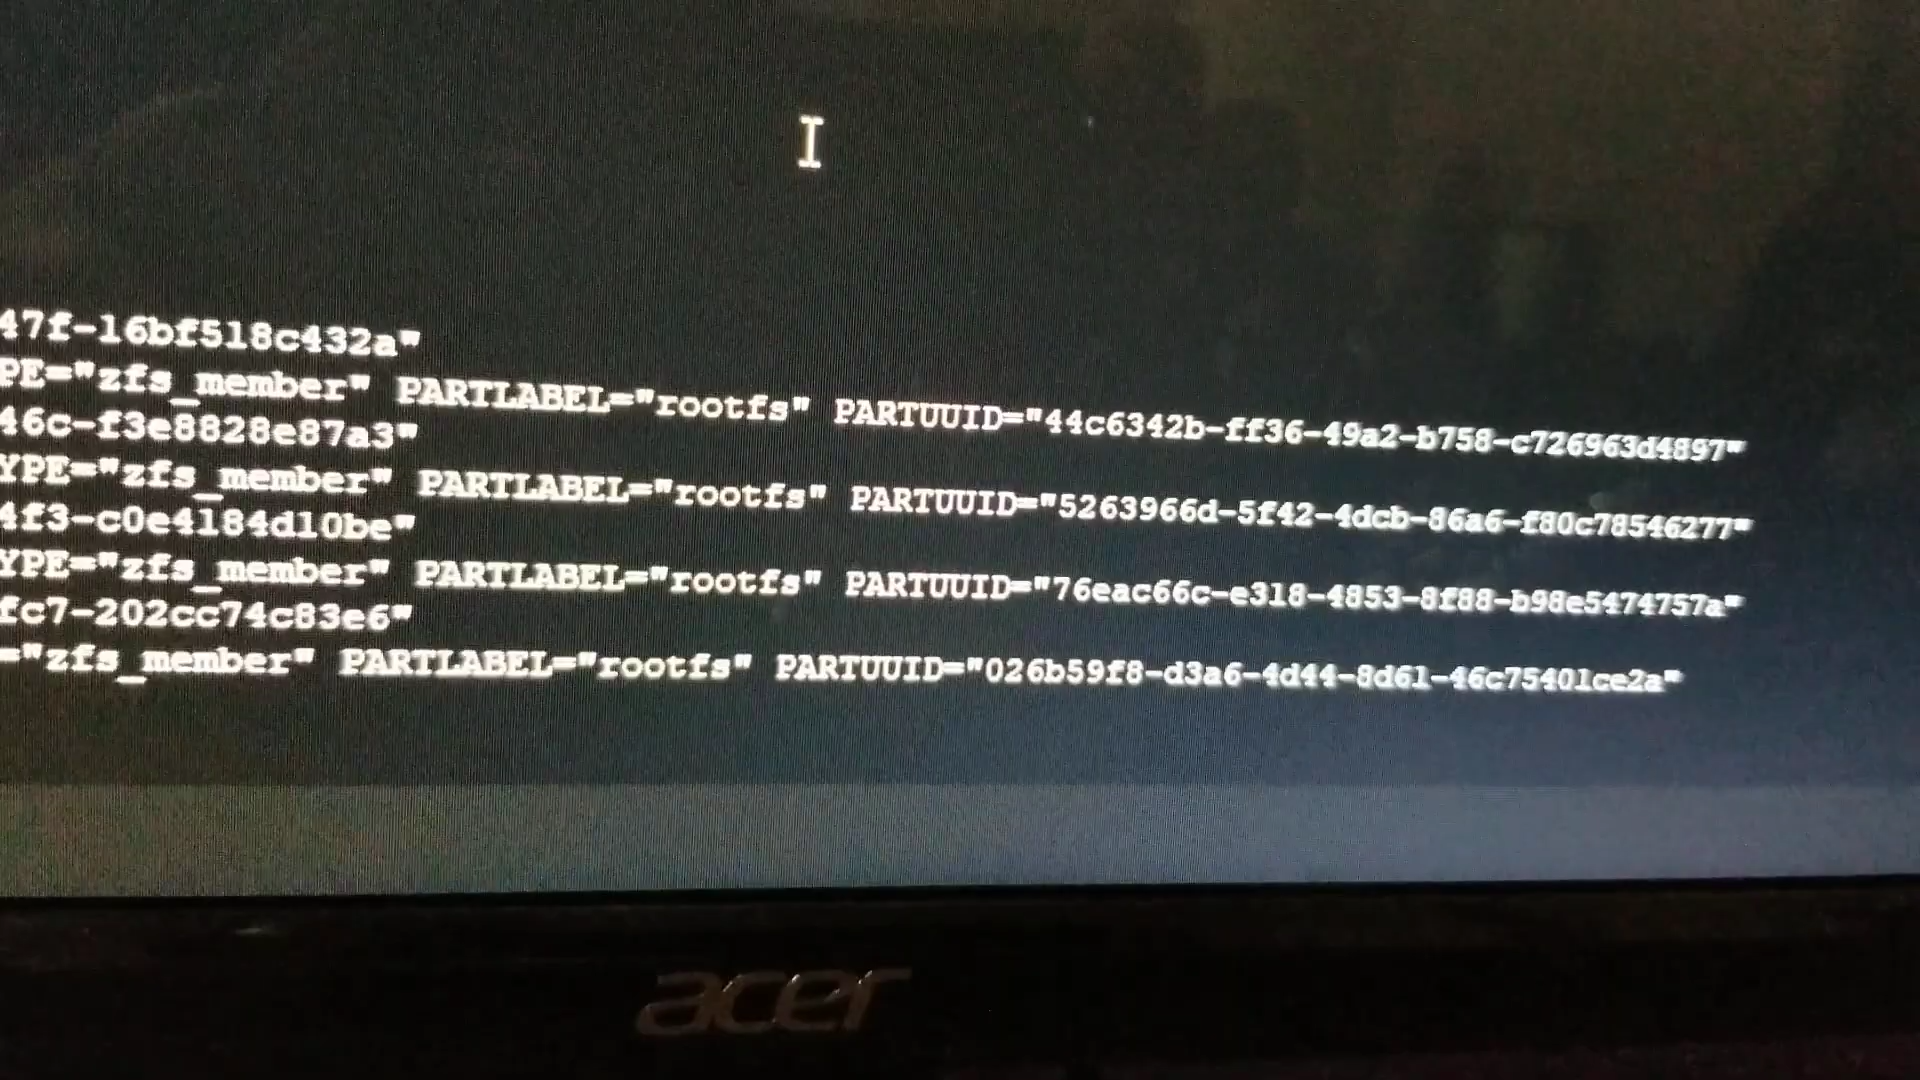 47f-16bf518c432a"
PE="zfs_member" PARTLABEL="rootfs" PARTUUID="44c6342b-ff36-49a2-b758-c726963d4897"
46c-f3e8828e87a3"
YPE="zfs_member" PARTLABEL="rootfs" PARTUUID="5263966d-5f42-4dcb-86a6-f80c78546277"
4f3-c0e4184d10be"
YPE="zfs_member" PARTLABEL="rootfs" PARTUUID="76eac66c-e318-4853-8f88-b98e5474757a"
fc7-202cc74c83e6"
="zfs_member" PARTLABEL="rootfs" PARTUUID="026b59f8-d3a6-4d44-8d61-46c75401ce2a"
acer